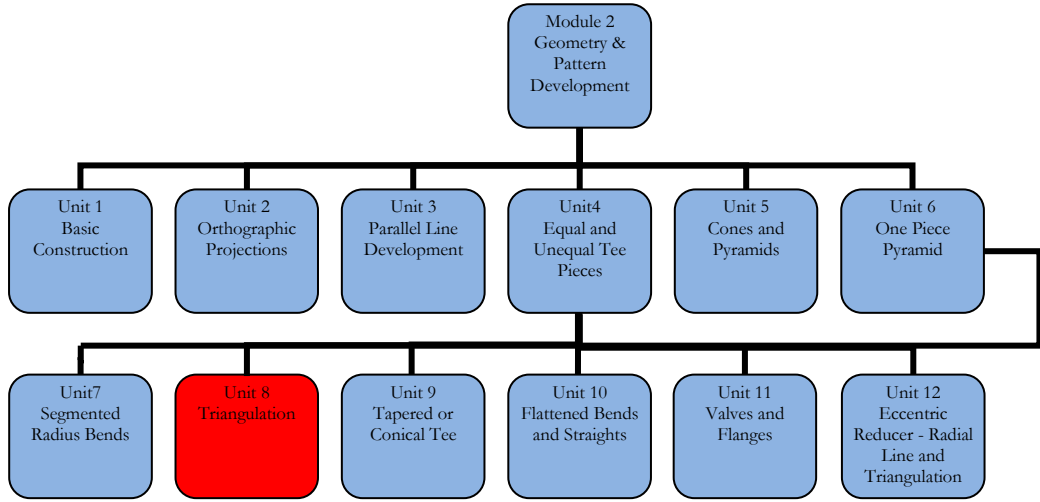 Module 2
Geometry &
Pattern
Development
Unit 1
Basic
Construction
Unit 2
Orthographic
Projections
Unit 3
Parallel Line
Development
Unit4
Equal and
Unequal Tee
Pieces
Unit 5
Cones and
Pyramids
Unit 6
One Piece
Pyramid
Unit7
Segmented
Radius Bends
Unit 8
Triangulation
Unit 9
Tapered or
Conical Tee
Unit 10
Flattened Bends
and Straights
Unit 11
Valves and
Flanges
Unit 12
Eccentric
Reducer - Radial
Line and
Triangulation